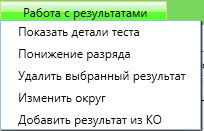 Работа с результатами
Показать детали теста
Понижение разряда
Удалить выбранный результат
Изменить округ
Добавить результат из КО